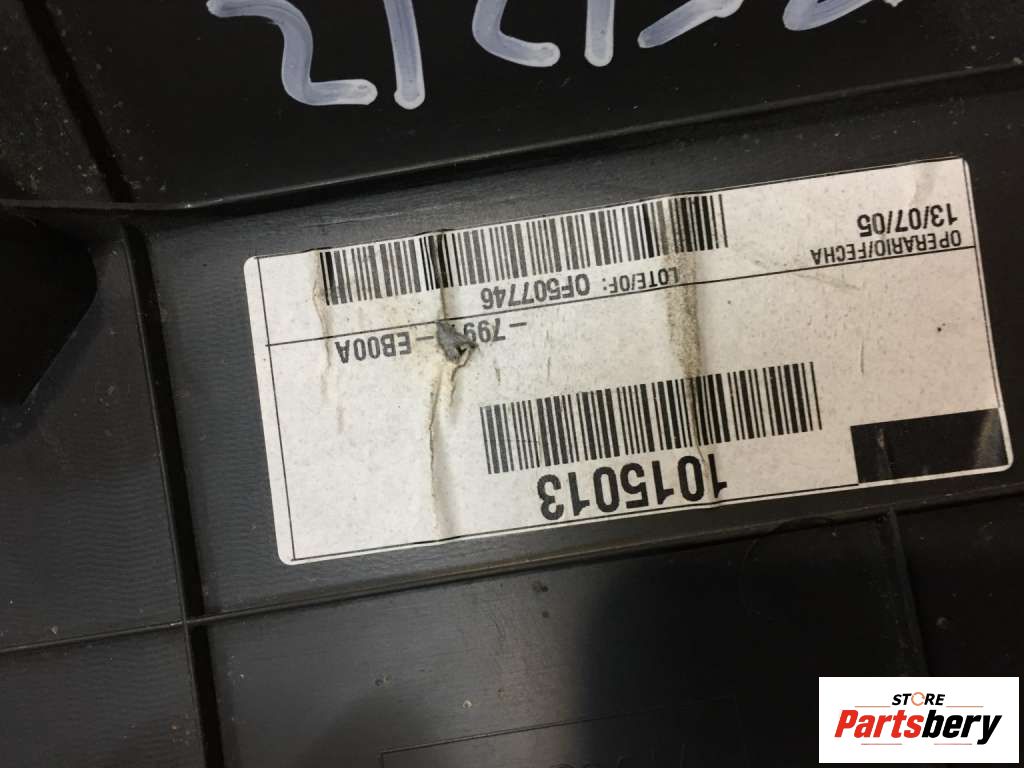 1015013
-799 -EB00A
LOTE/OF: OF507746
OPERARIO/FECHA
13/07/05
STORE
Partsbery